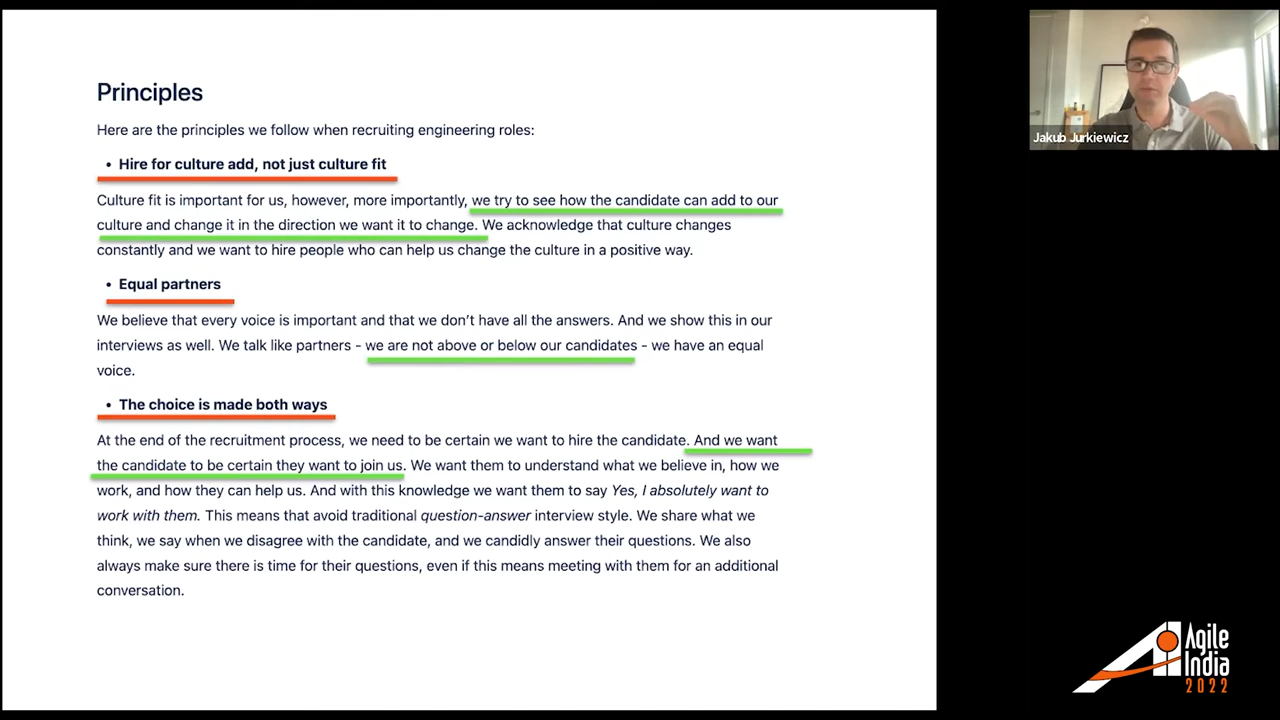 Principles
Here are the principles we follow when recruiting engineering roles:
• Hire for culture add, not just culture fit
Culture fit is important for us, however, more importantly, we try to see how the candidate can add to our
culture and change it in the direction we want it to change. We acknowledge that culture changes
constantly and we want to hire people who can help us change the culture in a positive way.
• Equal partners
We believe that every voice is important and that we don’t have all the answers. And we show this in our
interviews as well. We talk like partners - we are not above or below our candidates - we have an equal
voice.
• The choice is made both ways
At the end of the recruitment process, we need to be certain we want to hire the candidate. And we want
the candidate to be certain they want to join us. We want them to understand what we believe in, how we
work, and how they can help us. And with this knowledge we want them to say Yes, I absolutely want to
work with them. This means that avoid traditional question-answer interview style. We share what we
think, we say when we disagree with the candidate, and we candidly answer their questions. We also
always make sure there is time for their questions, even if this means meeting with them for an additional
conversation.
Jakub Jurkiewicz
Agile
India
2022